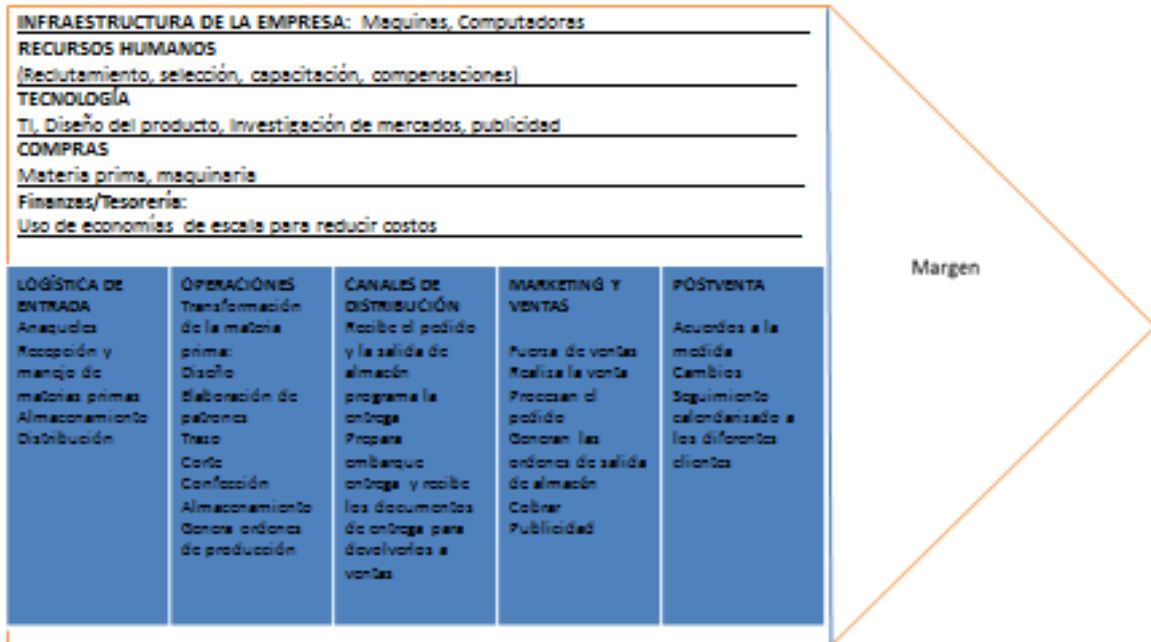 INFRAESTRUCTURA DE LA EMPRESA: Maquinas, Computadoras
RECURSOS HUMANOS
(Reclutamiento, selección, capacitación, compensaciones)
TECNOLOGÍA
TI, Diseño del producto, Investigación de mercados, publicidad
COMPRAS
Materia prima, maquinaria
Finanzas/Tesorería:
Uso de economías de escala para reducir costos
LOGÍSTICA DE
ENTRADA
Anaqueles
Recepción y
manejo de
materias primas
Almacenamiento
Distribución
OPERACIONES
Transformación
de la materia
prima:
Diseño
Elaboración de
patrones
Trazo
Corte
Confección
Almacenamiento
Genera ordenes
de producción
CANALES DE
DISTRIBUCIÓN
Recibe el pedido
y la salida de
almacén
programa la
entrega
Prepara
embarque
entrega y recibe
los documentos
de entrega para
devolverlos a
ventas
MARKETING Y
VENTAS
Fuerza de ventas
Realiza la venta
Procesan el
pedido
Generan las
ordenes de salida
de almacén
Cobrar
Publicidad
POSTVENTA
Acuerdos a la
medida
Cambios
Seguimiento
calendarizado a
los diferentes
clientes
Margen